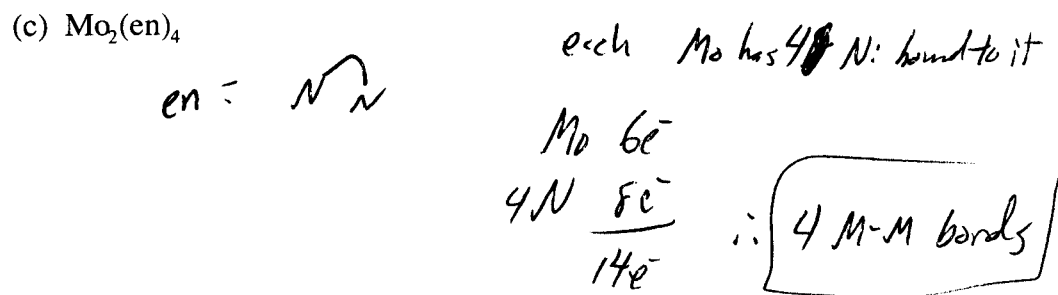 (c) Mo₂(en)₄
each Mo has 4 N: bound to it
en = N N
Mo 6e⁻
4N 8e⁻
14e⁻
∴ 4 M-M bonds